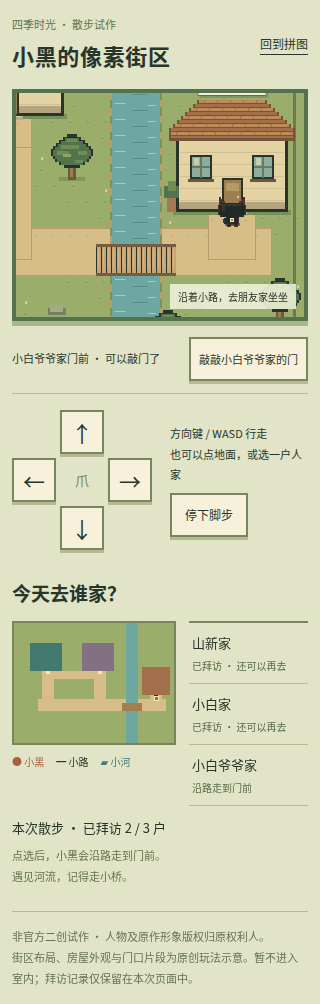 四季时光 · 散步试作
小黑的像素街区
回到拼图
沿着小路，去朋友家坐坐
小白爷爷家门前 · 可以敲门了
敲敲小白爷爷家的门
↑
←
爪
→
↓
方向键 / WASD 行走
也可以点地面，或选一户人
家
停下脚步
今天去谁家？
山新家
已拜访 · 还可以再去
小白家
已拜访 · 还可以再去
小白爷爷家
沿路走到门前
小黑 小路 小河
本次散步 · 已拜访 2 / 3 户
点选后，小黑会沿路走到门前。
遇见河流，记得走小桥。
非官方二创试作 · 人物及原作形象版权归原权利人。
街区布局、房屋外观与门口片段为原创玩法示意。暂不进入
室内；拜访记录仅保留在本次页面中。